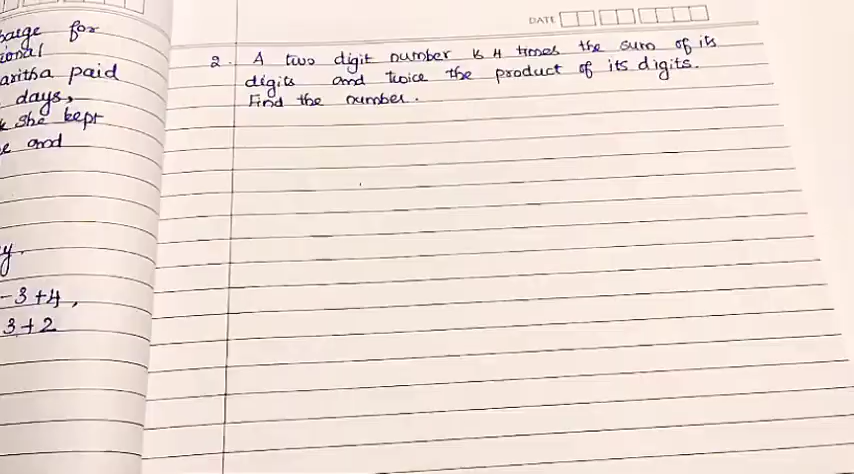 for
ional
aritha paid
days,
she kept
e and
y.
-3+4,
3+2
DATE
2. A two digit number is 4 times the sum of its
digits and twice the product of its digits.
Find the number.